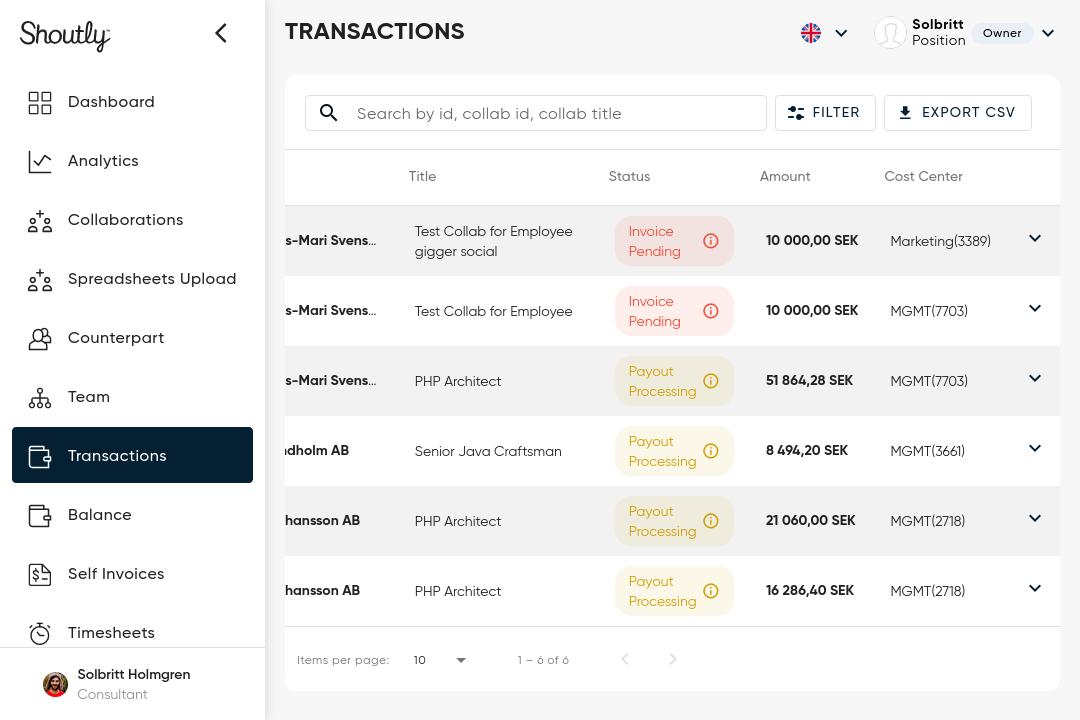 Shoutly
TRANSACTIONS
Solbritt
Position
Owner
Dashboard
Analytics
Collaborations
Spreadsheets Upload
Counterpart
Team
Transactions
Balance
Self Invoices
Timesheets
Solbritt Holmgren
Consultant
Search by id, collab id, collab title
FILTER
EXPORT CSV
Title Status Amount Cost Center
s-Mari Svens... Test Collab for Employee gigger social Invoice Pending 10 000,00 SEK Marketing(3389)
s-Mari Svens... Test Collab for Employee Invoice Pending 10 000,00 SEK MGMT(7703)
s-Mari Svens... PHP Architect Payout Processing 51 864,28 SEK MGMT(7703)
ndholm AB Senior Java Craftsman Payout Processing 8 494,20 SEK MGMT(3661)
hansson AB PHP Architect Payout Processing 21 060,00 SEK MGMT(2718)
hansson AB PHP Architect Payout Processing 16 286,40 SEK MGMT(2718)
Items per page: 10 1 – 6 of 6